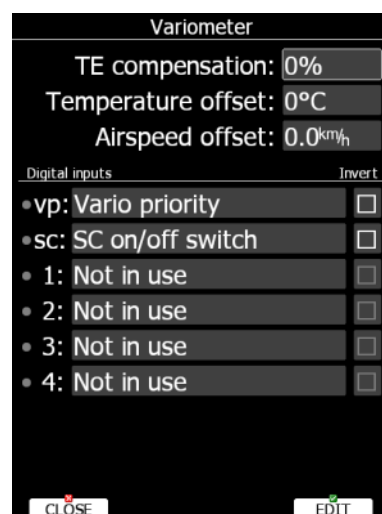 Variometer
TE compensation: 0%
Temperature offset: 0°C
Airspeed offset: 0.0km/h
Digital inputs Invert
vp: Vario priority
sc: SC on/off switch
1: Not in use
2: Not in use
3: Not in use
4: Not in use
CLOSE EDIT